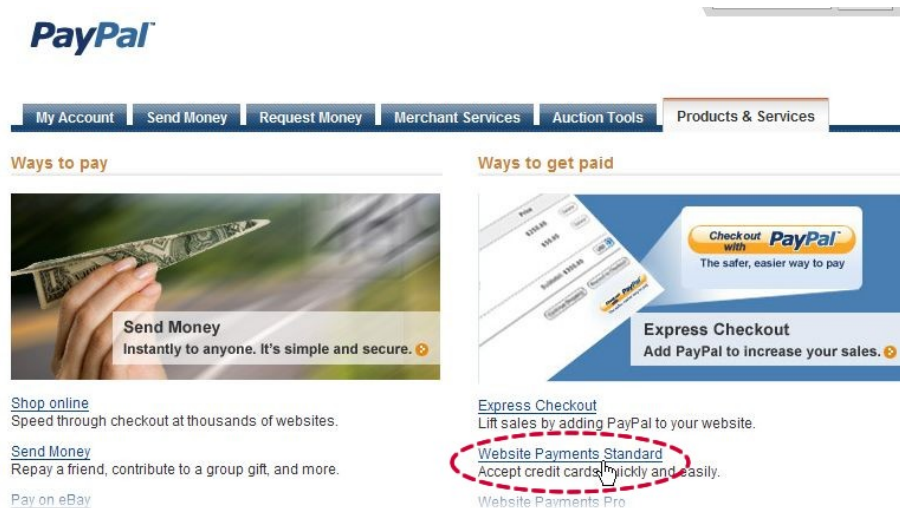 PayPal
My Account Send Money Request Money Merchant Services Auction Tools Products & Services
Ways to pay
Send Money
Instantly to anyone. It's simple and secure.
Shop online
Speed through checkout at thousands of websites.
Send Money
Repay a friend, contribute to a group gift, and more.
Pay on eBay
Ways to get paid
Price
Checkout
with PayPal
The safer, easier way to pay
Express Checkout
Add PayPal to increase your sales.
Express Checkout
Lift sales by adding PayPal to your website.
Website Payments Standard
Accept credit cards quickly and easily.
Website Payments Pro